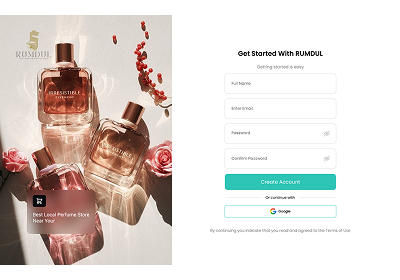 RUMDUL
IRRÉSISTIBLE
GIVENCHY
Best Local Perfume Store
Near Your
Get Started With RUMDUL
Getting started is easy
Full Name
Enter Email
Password
Confirm Password
Create Account
Or continue with
Google
By continuing you indicate that you read and agreed to the Terms of Use